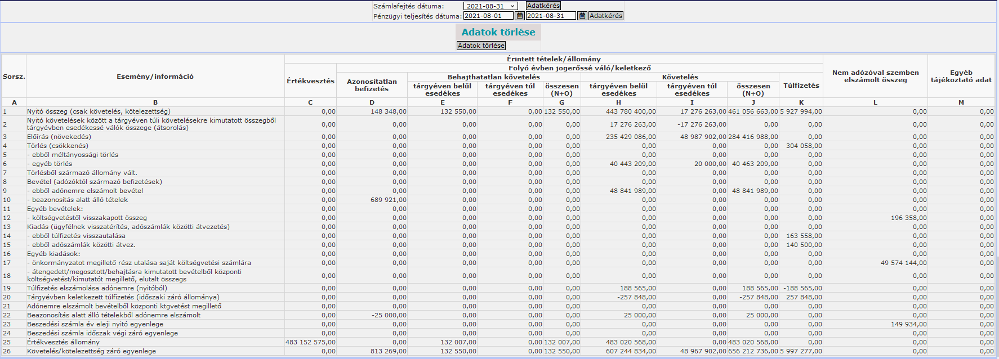 Számlafejtés dátuma: 2021-08-31 Adatkérés
Pénzügyi teljesítés dátuma: 2021-08-01 2021-08-31 Adatkérés
Adatok törlése
Adatok törlése
Sorsz. Esemény/információ Érintett tételek/állomány Nem adózóval szemben elszámolt összeg Egyéb tájékoztató adat
Értékvesztés Folyó évben jogerőssé váló/keletkező
Azonosítatlan befizetés Behajthatatlan követelés Követelés Túlfizetés
tárgyéven belül esedékes tárgyéven túl esedékes összesen (N+O) tárgyéven belül esedékes tárgyéven túl esedékes összesen (N+O)
A B C D E F G H I J K L M
1 Nyitó összeg (csak követelés, kötelezettség) 0,00 148 348,00 132 550,00 0,00 132 550,00 443 780 400,00 17 276 263,00 461 056 663,00 5 927 994,00 0,00 0,00
2 Nyitó követelések között a tárgyéven túli követelésekre kimutatott összegből
tárgyévben esedékessé válók összege (átsorolás) 0,00 0,00 0,00 0,00 0,00 17 276 263,00 -17 276 263,00 0,00 0,00 0,00 0,00
3 Előírás (növekedés) 0,00 0,00 0,00 0,00 0,00 235 429 086,00 48 987 902,00 284 416 988,00 0,00 0,00 0,00
4 Törlés (csökkenés) 0,00 0,00 0,00 0,00 0,00 0,00 0,00 0,00 304 058,00 0,00 0,00
5 - ebből méltányossági törlés 0,00 0,00 0,00 0,00 0,00 0,00 0,00 0,00 0,00 0,00 0,00
6 - egyéb törlés 0,00 0,00 0,00 0,00 0,00 40 443 209,00 20 000,00 40 463 209,00 0,00 0,00 0,00
7 Törlésből származó állomány vált. 0,00 0,00 0,00 0,00 0,00 0,00 0,00 0,00 0,00 0,00 0,00
8 Bevétel (adózóktól származó befizetések) 0,00 0,00 0,00 0,00 0,00 0,00 0,00 0,00 0,00 0,00 0,00
9 - ebből adónemre elszámolt bevétel 0,00 0,00 0,00 0,00 0,00 48 841 989,00 0,00 48 841 989,00 0,00 0,00 0,00
10 - beazonosítás alatt álló tételek 0,00 689 921,00 0,00 0,00 0,00 0,00 0,00 0,00 0,00 0,00 0,00
11 Egyéb bevételek: 0,00 0,00 0,00 0,00 0,00 0,00 0,00 0,00 0,00 0,00 0,00
12 - költségvetéstől visszakapott összeg 0,00 0,00 0,00 0,00 0,00 0,00 0,00 0,00 0,00 196 358,00 0,00
13 Kiadás (ügyfélnek visszatérítés, adószámlák közötti átvezetés) 0,00 0,00 0,00 0,00 0,00 0,00 0,00 0,00 0,00 0,00 0,00
14 - ebből túlfizetés visszautalása 0,00 0,00 0,00 0,00 0,00 0,00 0,00 0,00 163 558,00 0,00 0,00
15 - ebből adószámlák közötti átvez. 0,00 0,00 0,00 0,00 0,00 0,00 0,00 0,00 140 500,00 0,00 0,00
16 Egyéb kiadások: 0,00 0,00 0,00 0,00 0,00 0,00 0,00 0,00 0,00 0,00 0,00
17 - önkormányzatot megillető rész utalása saját költségvetési számlára 0,00 0,00 0,00 0,00 0,00 0,00 0,00 0,00 0,00 49 574 144,00 0,00
18 - átengedett/megosztott/behajtásra kimutatott bevételből központi
költségvetést/kimutatót megillető, elutalt összegs 0,00 0,00 0,00 0,00 0,00 0,00 0,00 0,00 0,00 0,00 0,00
19 Túlfizetés elszámolása adónemre (nyitóból) 0,00 0,00 0,00 0,00 0,00 188 565,00 0,00 188 565,00 -188 565,00 0,00 0,00
20 Tárgyévben keletkezett túlfizetés (időszaki záró állománya) 0,00 0,00 0,00 0,00 0,00 -257 848,00 0,00 -257 848,00 257 848,00 0,00 0,00
21 Adónemre elszámolt bevételből központi ktgvetést megillető 0,00 0,00 0,00 0,00 0,00 0,00 0,00 0,00 0,00 0,00 0,00
22 Beazonosítás alatt álló tételekből adónemre elszámolt 0,00 -25 000,00 0,00 0,00 0,00 25 000,00 0,00 25 000,00 0,00 0,00 0,00
23 Beszedési számla év eleji nyitó egyenlege 0,00 0,00 0,00 0,00 0,00 0,00 0,00 0,00 0,00 149 934,00 0,00
24 Beszedési számla időszak végi záró egyenlege 0,00 0,00 0,00 0,00 0,00 0,00 0,00 0,00 0,00 0,00 0,00
25 Értékvesztés állomány 483 152 575,00 0,00 132 007,00 0,00 132 007,00 483 020 568,00 0,00 483 020 568,00 0,00 0,00 0,00
26 Követelés/kötelezettség záró egyenlege 0,00 813 269,00 132 550,00 0,00 132 550,00 607 244 834,00 48 967 902,00 656 212 736,00 5 997 277,00 0,00 0,00